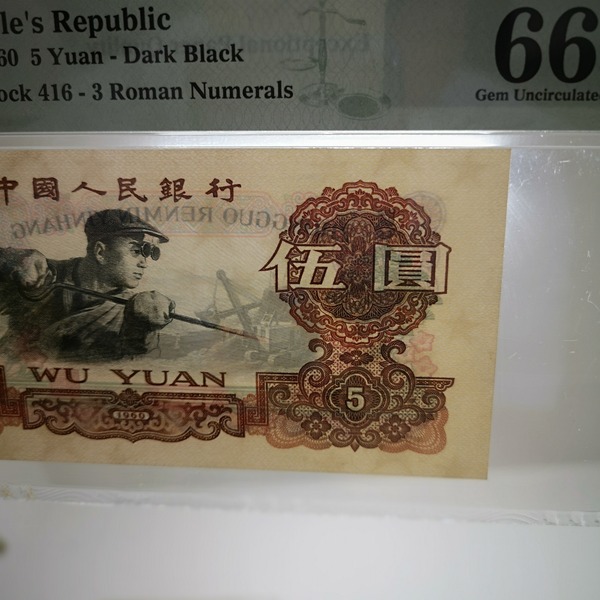 le's Republic
60 5 Yuan - Dark Black
ock 416 - 3 Roman Numerals
66
Gem Uncirculate
中國人民銀行
GUO RENMIN YINHANG
伍圓
WU YUAN
1960
5